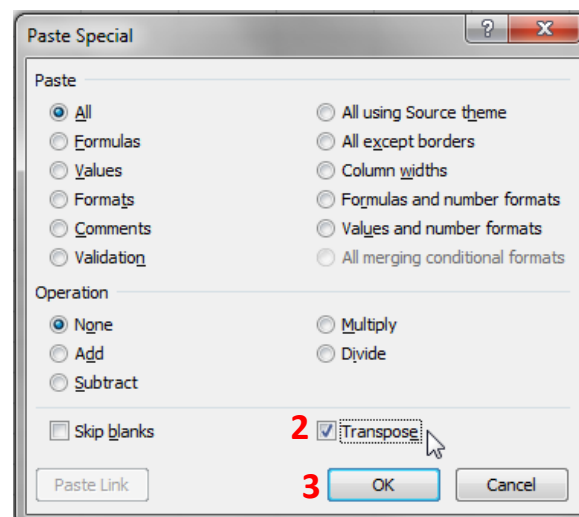 Paste Special
Paste
All
All using Source theme
Formulas
All except borders
Values
Column widths
Formats
Formulas and number formats
Comments
Values and number formats
Validation
All merging conditional formats
Operation
None
Multiply
Add
Divide
Subtract
Skip blanks
2 Transpose
Paste Link
3 OK
Cancel